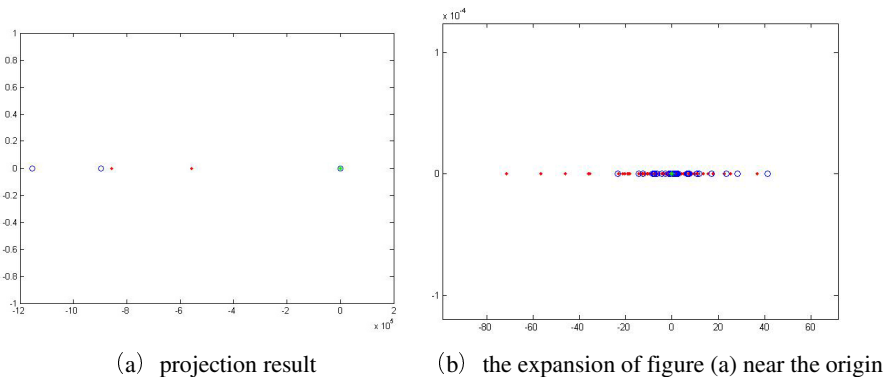 1
0.8
0.6
0.4
0.2
0
-0.2
-0.4
-0.6
-0.8
-1
-12 -10 -8 -6 -4 -2 0 2
x 10
(a) projection result
x 10⁻⁴
1
0
-1
-80 -60 -40 -20 0 20 40 60
(b) the expansion of figure (a) near the origin